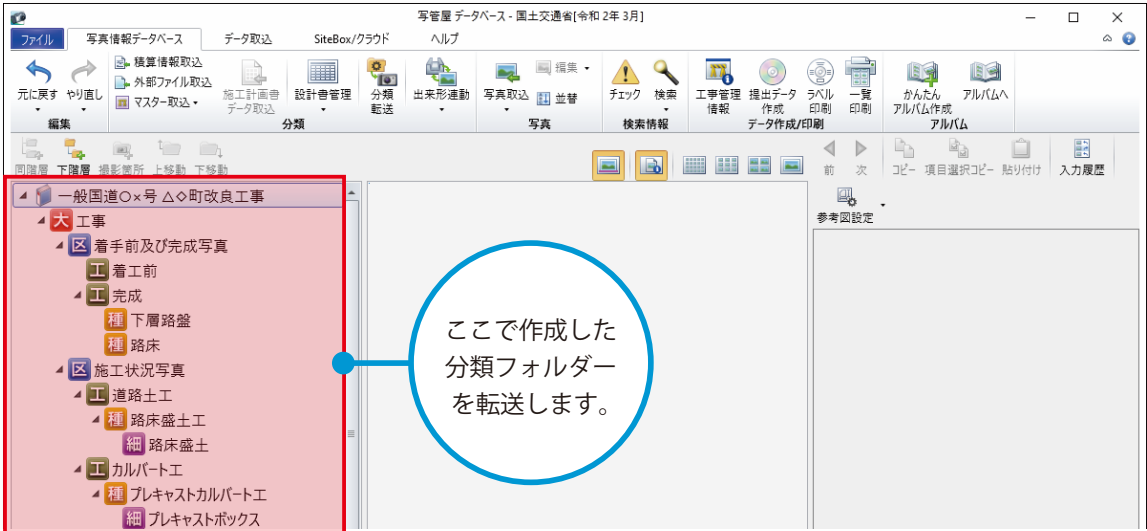 写管屋 データベース - 国土交通省[令和 2年 3月]
ファイル 写真情報データベース データ取込 SiteBox/クラウド ヘルプ
元に戻す やり直し
編集
積算情報取込
外部ファイル取込
マスター取込
施工計画書
データ取込
設計書管理
分類
転送
分類
出来形連動 写真取込
編集
並替
写真
チェック 検索
検索情報
工事管理
情報
提出データ
作成
ラベル
印刷
一覧
印刷
データ作成/印刷
かんたん
アルバム作成
アルバムへ
アルバム
同階層 下階層 撮影箇所 上移動 下移動
前 次 コピー 項目選択コピー 貼り付け 入力履歴
参考図設定
一般国道○×号 △◇町改良工事
大 工事
区 着手前及び完成写真
工 着工前
工 完成
種 下層路盤
種 路床
区 施工状況写真
工 道路土工
種 路床盛土工
細 路床盛土
工 カルバート工
種 プレキャストカルバート工
細 プレキャストボックス
ここで作成した
分類フォルダー
を転送します。